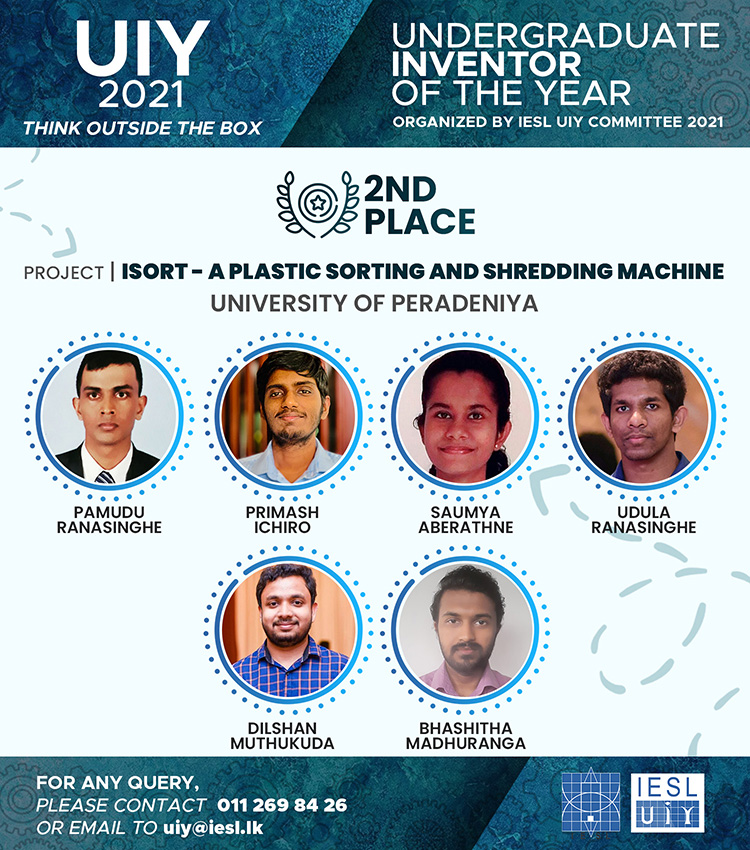 UIY
2021
THINK OUTSIDE THE BOX
UNDERGRADUATE
INVENTOR
OF THE YEAR
ORGANIZED BY IESL UIY COMMITTEE 2021
2ND
PLACE
PROJECT | ISORT - A PLASTIC SORTING AND SHREDDING MACHINE
UNIVERSITY OF PERADENIYA
PAMUDU
RANASINGHE
PRIMASH
ICHIRO
SAUMYA
ABERATHNE
UDULA
RANASINGHE
DILSHAN
MUTHUKUDA
BHASHITHA
MADHURANGA
FOR ANY QUERY,
PLEASE CONTACT 011 269 84 26
OR EMAIL TO uiy@iesl.lk
IESL
UiY